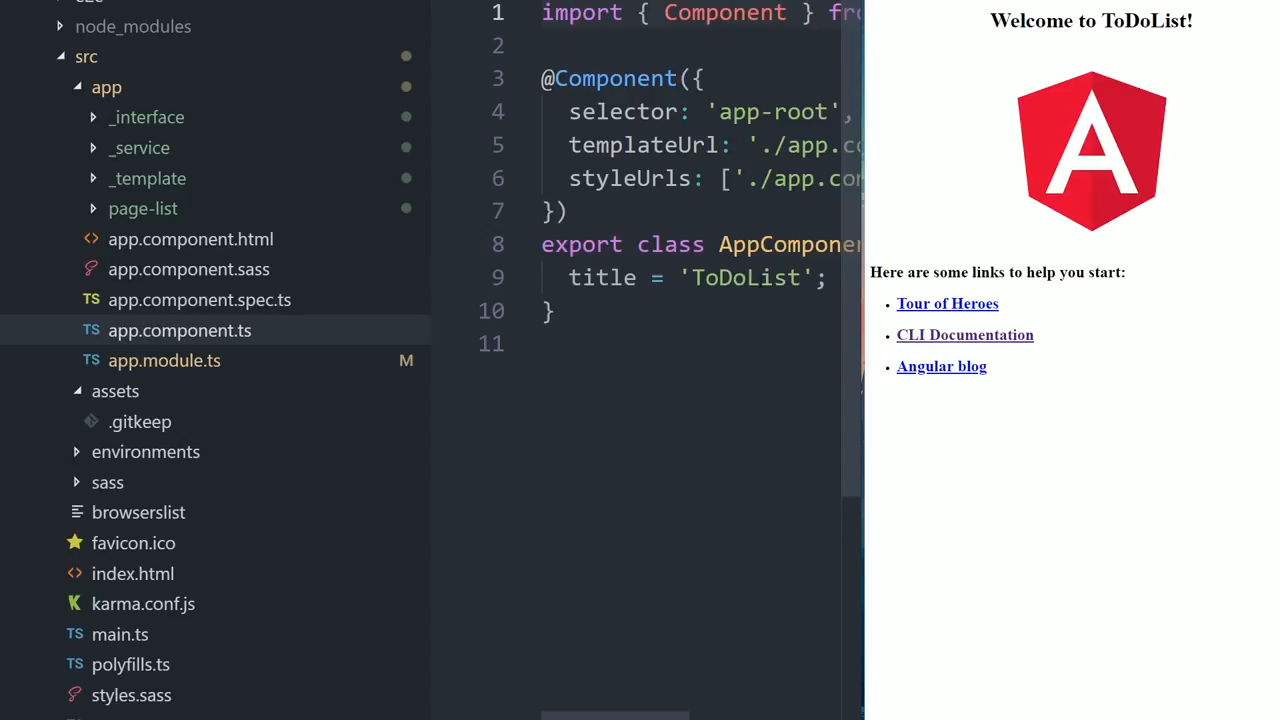 node_modules
src
app
_interface
_service
_template
page-list
app.component.html
app.component.sass
app.component.spec.ts
TS app.component.ts
TS app.module.ts M
assets
.gitkeep
environments
sass
browserslist
favicon.ico
index.html
karma.conf.js
TS main.ts
TS polyfills.ts
styles.sass
1 import { Component } fro
2
3 @Component({
4 selector: 'app-root',
5 templateUrl: './app.co
6 styleUrls: ['./app.com
7 })
8 export class AppComponen
9 title = 'ToDoList';
10 }
11
Welcome to ToDoList!
Here are some links to help you start:
• Tour of Heroes
• CLI Documentation
• Angular blog